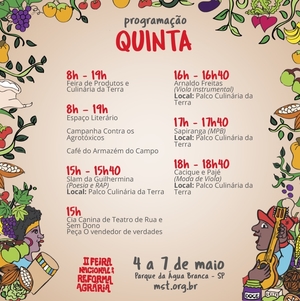 programação
QUINTA
8h - 19h
Feira de Produtos e
Culinária da Terra
8h - 19h
Espaço Literário
Campanha Contra os
Agrotóxicos
Café do Armazém do Campo
15h - 15h40
Slam da Guilhermina
(Poesia e RAP)
Local: Palco Culinária da
Terra
15h
Cia Canina de Teatro de Rua e
Sem Dono
Peça O vendedor de verdades
16h - 16h40
Arnaldo Freitas
(Viola instrumental)
Local: Palco Culinária da
Terra
17h - 17h40
Sapiranga (MPB)
Local: Palco Culinária da
Terra
18h - 18h40
Cacique e Pajé
(Moda de Viola)
Local: Palco Culinária da
Terra
II FEIRA
NACIONAL DA
REFORMA
AGRÁRIA
4 a 7 de maio
Parque da Água Branca - SP
mst.org.br